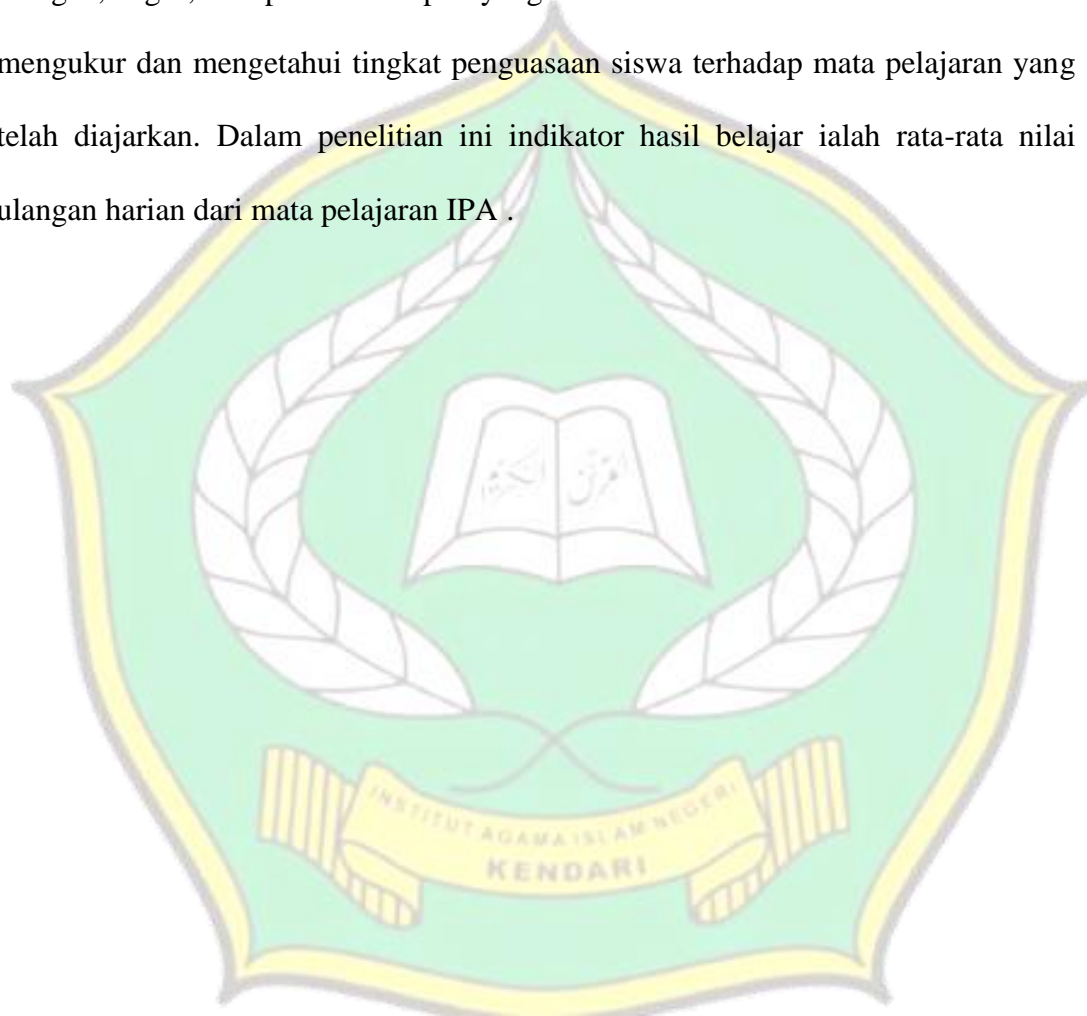 mengukur dan mengetahui tingkat penguasaan siswa terhadap mata pelajaran yang
telah diajarkan. Dalam penelitian ini indikator hasil belajar ialah rata-rata nilai
ulangan harian dari mata pelajaran IPA .
INSTITUT AGAMA ISLAM NEGERI
KENDARI